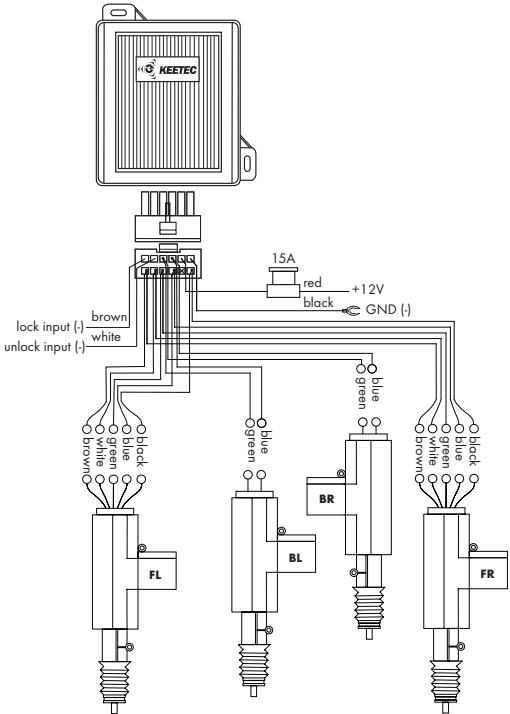 KEETEC
15A
red
+12V
black
GND (-)
brown
lock input (-)
white
unlock input (-)
green
blue
green
blue
brown
white
green
blue
black
brown
white
green
blue
black
BR
BL
FL
FR